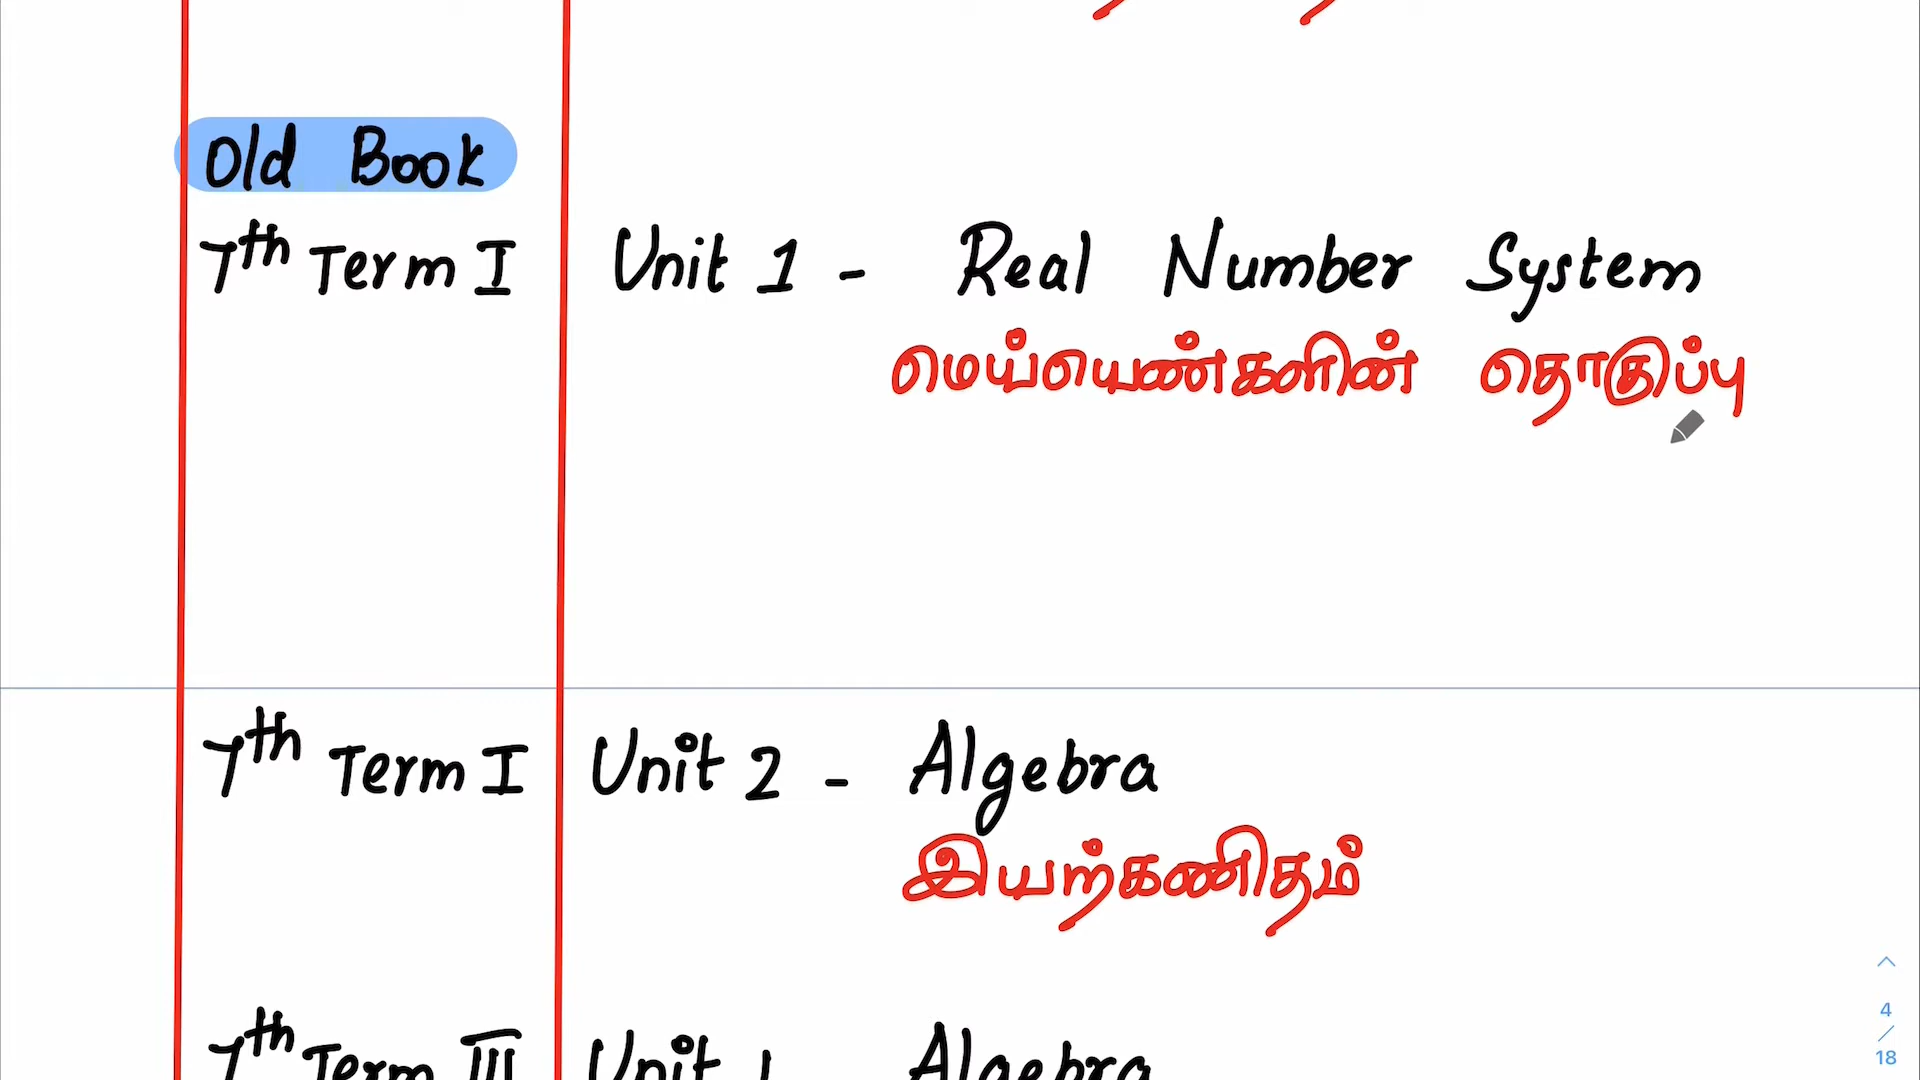 Old Book
7th Term I Unit 1 - Real Number System
மெய்யெண்களின் தொகுப்பு
7th Term I Unit 2 - Algebra
இயற்கணிதம்
7th Term III Unit 1 Algebra
4
/
18